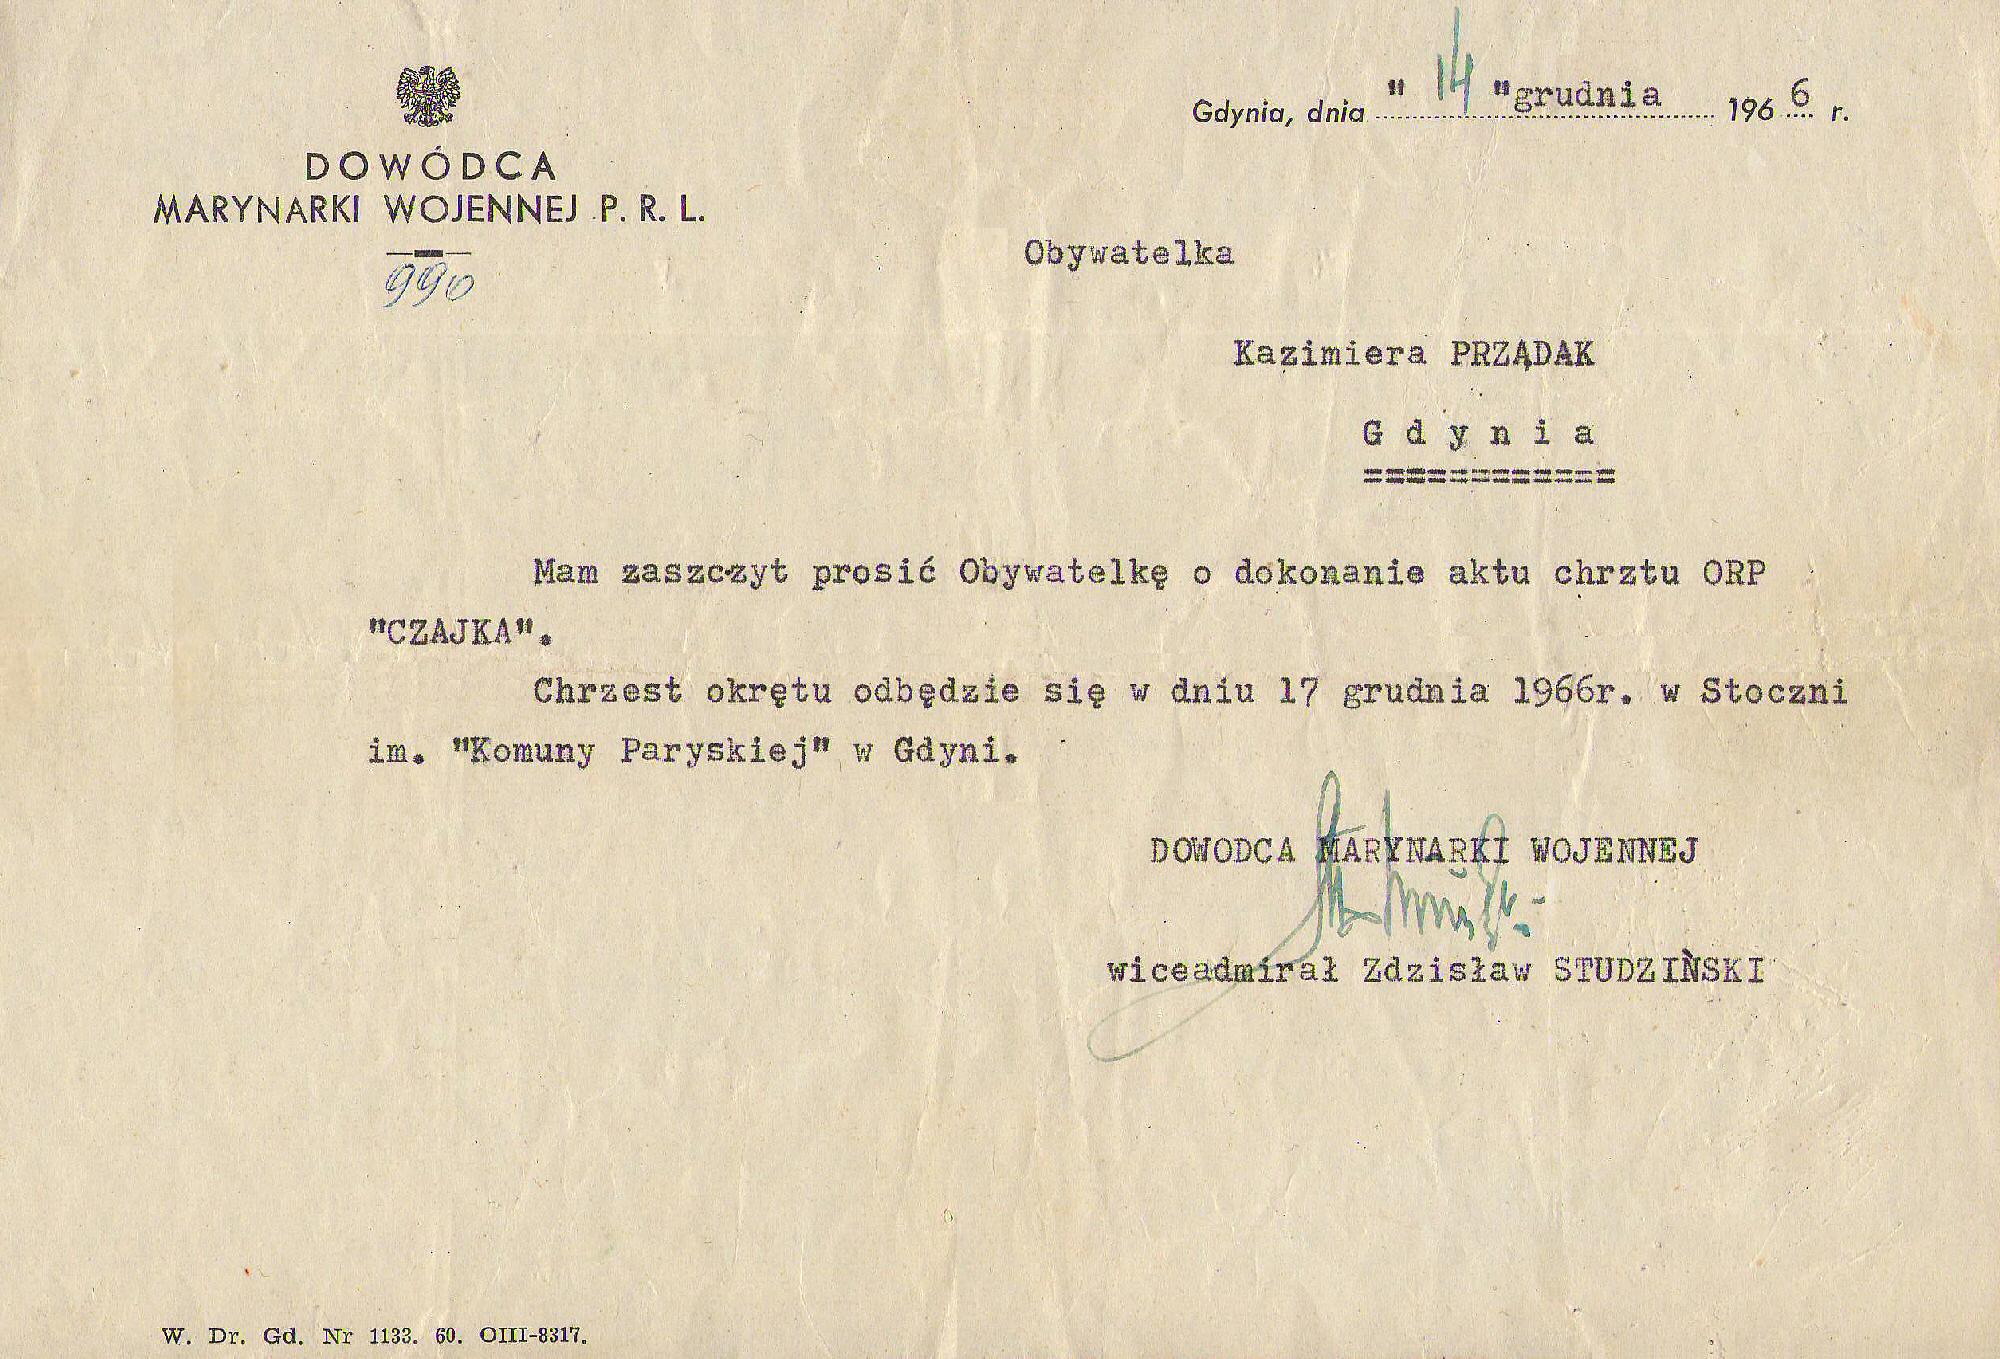 Gdynia, dnia "14" grudnia 1966 r.
DOWÓDCA
MARYNARKI WOJENNEJ P. R. L.
990
Obywatelka
Kazimiera PRZĄDAK
Gdynia
============
Mam zaszczyt prosić Obywatelkę o dokonanie aktu chrztu ORP
"CZAJKA".
Chrzest okrętu odbędzie się w dniu 17 grudnia 1966r. w Stoczni
im. "Komuny Paryskiej" w Gdyni.
DOWODCA MARYNARKI WOJENNEJ
wiceadmirał Zdzisław STUDZIŃSKI
W. Dr. Gd. Nr 1133. 60. OIII-8317.